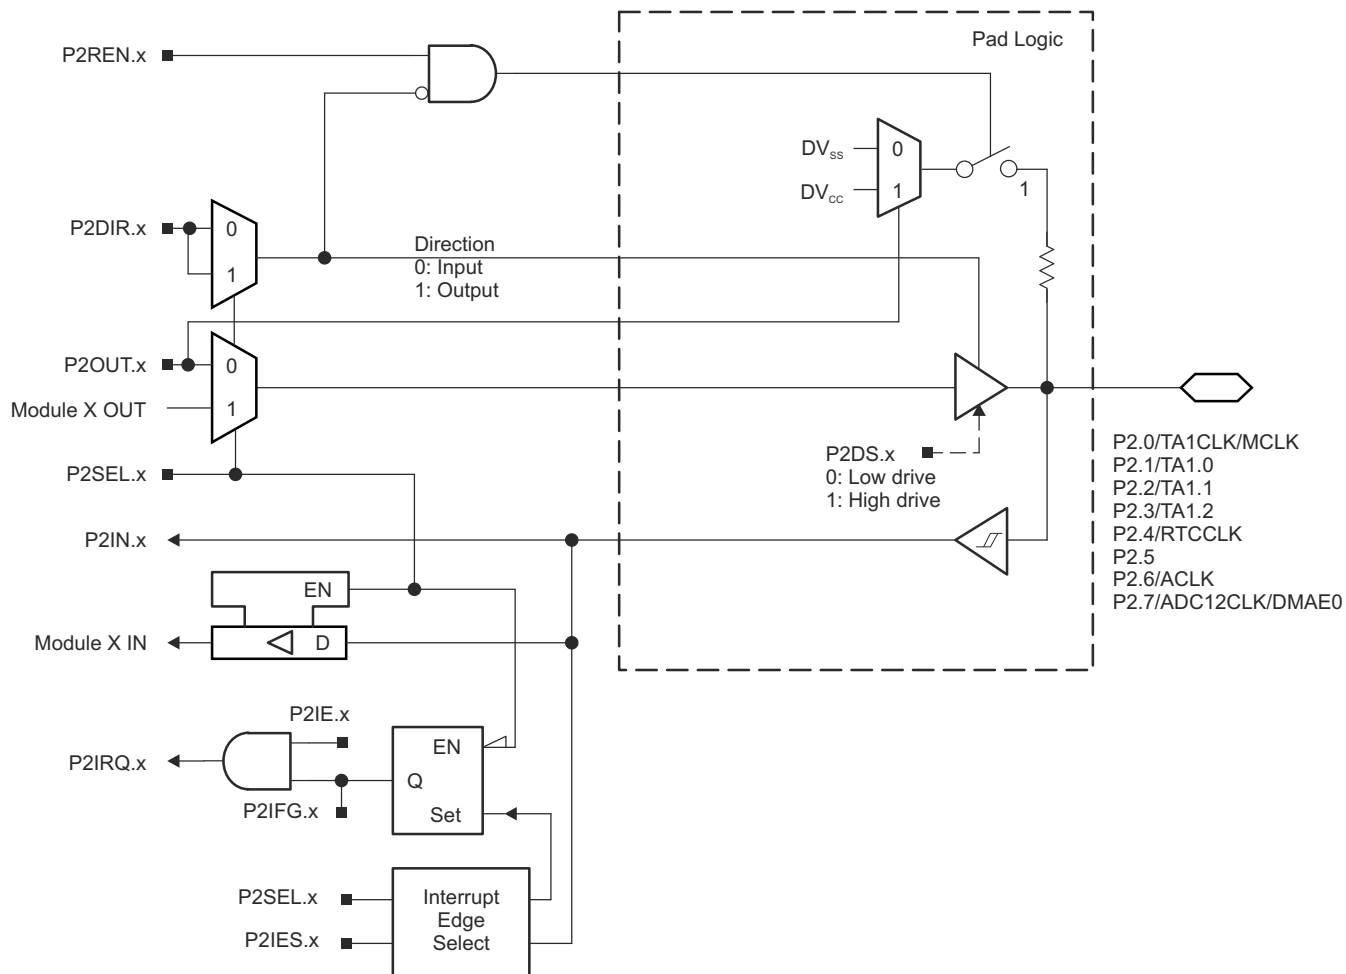 Pad Logic
P2REN.x
DVSS
0
DVCC
1
1
P2DIR.x
0
1
Direction
0: Input
1: Output
P2OUT.x
0
Module X OUT
1
P2SEL.x
P2DS.x
0: Low drive
1: High drive
P2.0/TA1CLK/MCLK
P2.1/TA1.0
P2.2/TA1.1
P2.3/TA1.2
P2.4/RTCCLK
P2.5
P2.6/ACLK
P2.7/ADC12CLK/DMAE0
P2IN.x
EN
Module X IN
D
P2IE.x
P2IRQ.x
EN
Q
P2IFG.x
Set
P2SEL.x
P2IES.x
Interrupt
Edge
Select